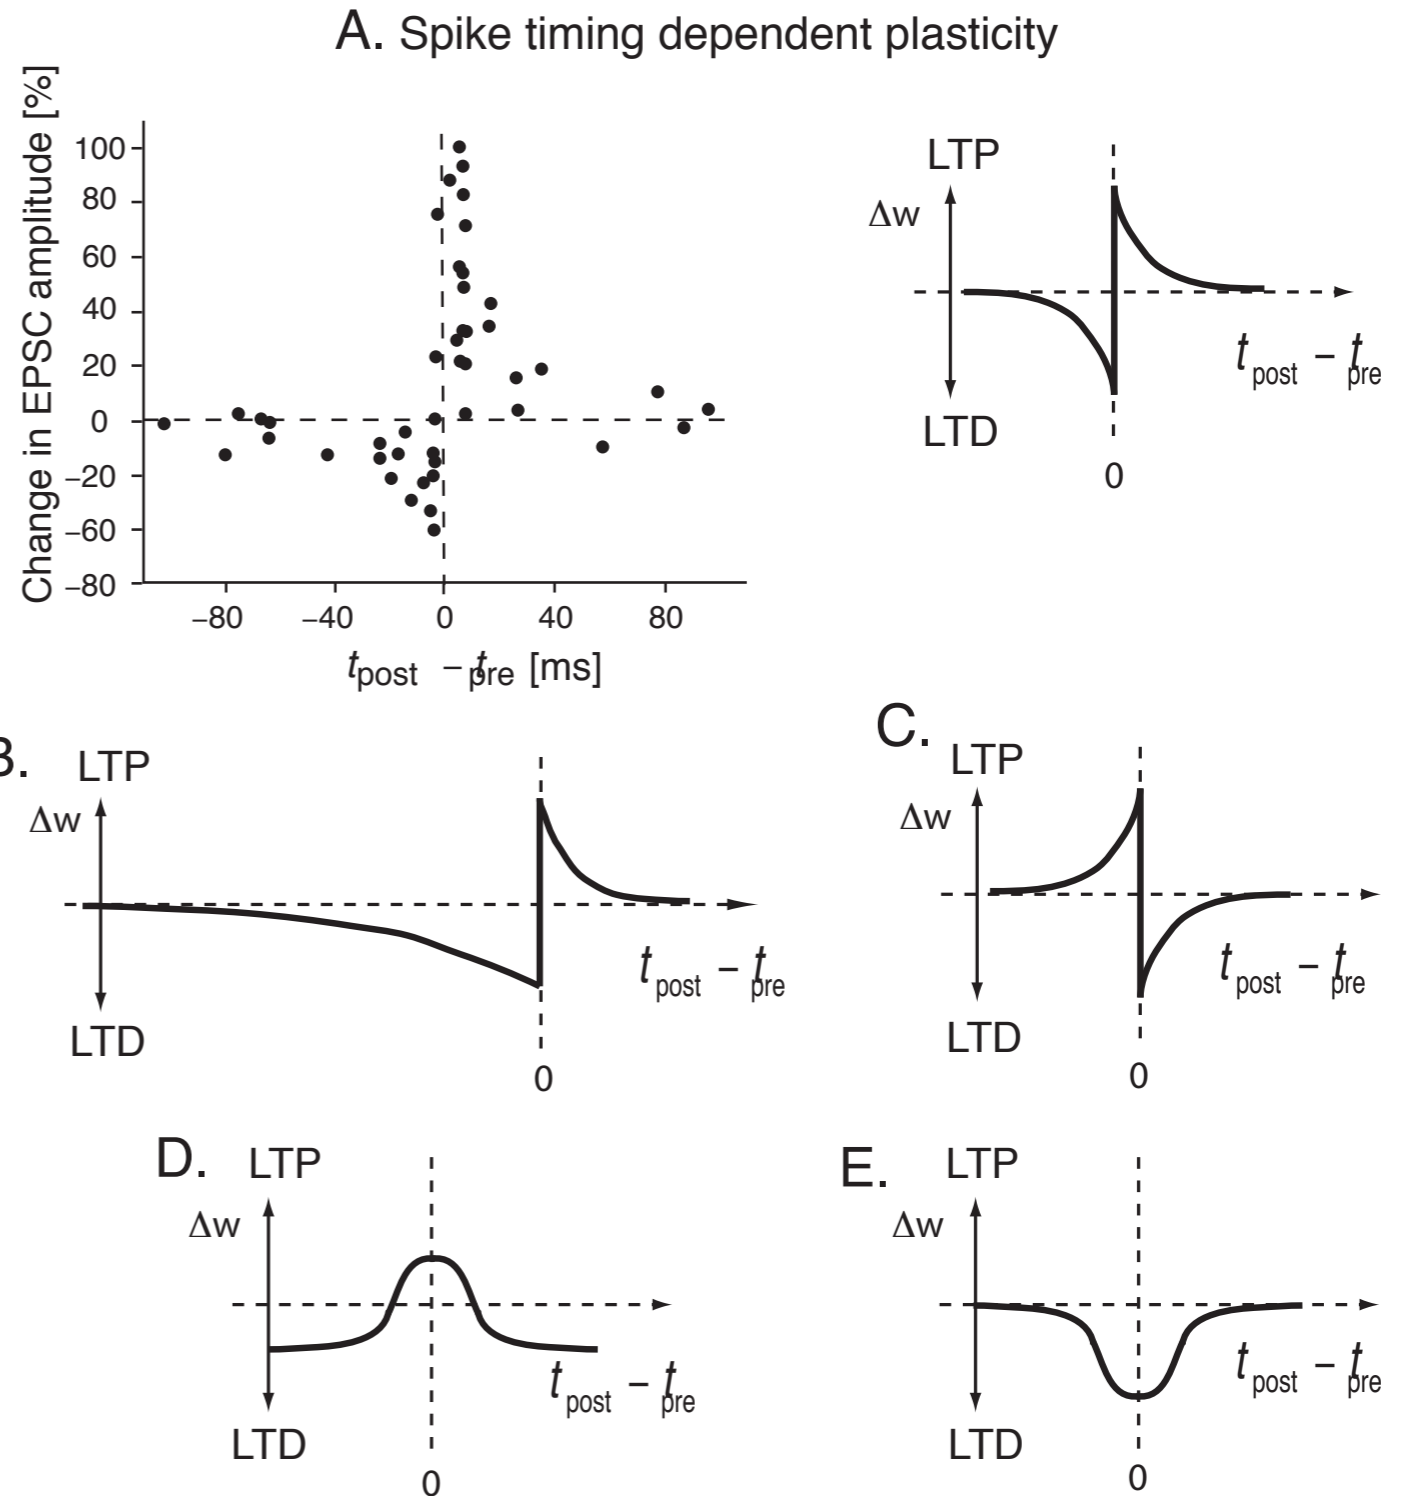 A. Spike timing dependent plasticity
Change in EPSC amplitude [%]
100
80
60
40
20
0
−20
−60
−80
−80 −40 0 40 80
tpost − tpre [ms]
LTP
Δw
LTD
tpost − tpre
0
B.
LTP
Δw
LTD
tpost − tpre
0
C.
LTP
Δw
LTD
tpost − tpre
0
D.
LTP
Δw
LTD
tpost − tpre
0
E.
LTP
Δw
LTD
tpost − tpre
0